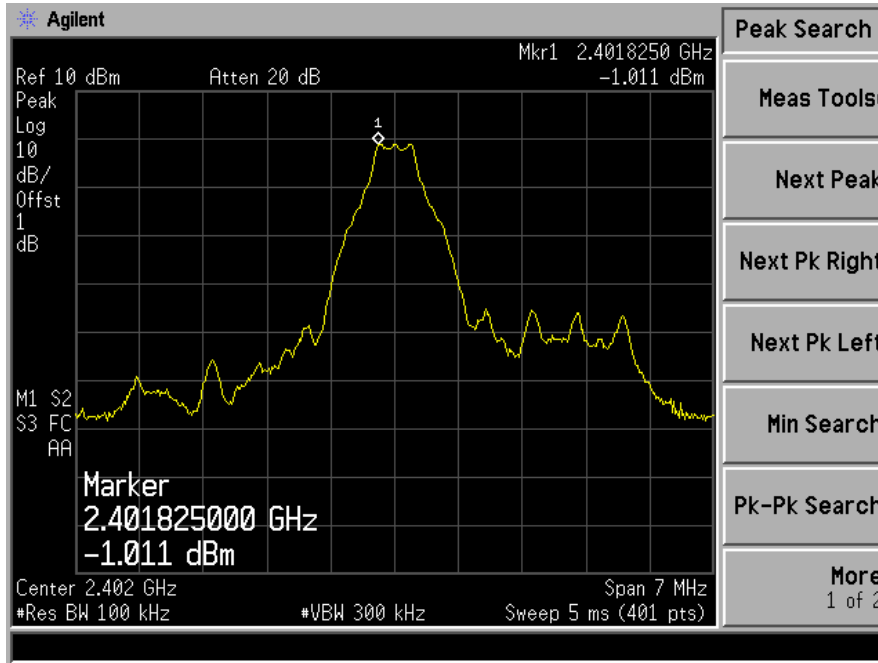 Agilent
Peak Search
Mkr1 2.4018250 GHz
Ref 10 dBm Atten 20 dB -1.011 dBm
Peak
Log
10
dB/
Offst
1
dB
1
Meas Tools
Next Peak
Next Pk Right
Next Pk Left
M1 S2
S3 FC
AA
Min Search
Pk-Pk Search
Marker
2.401825000 GHz
-1.011 dBm
Center 2.402 GHz Span 7 MHz
#Res BW 100 kHz #VBW 300 kHz Sweep 5 ms (401 pts)
More
1 of 2